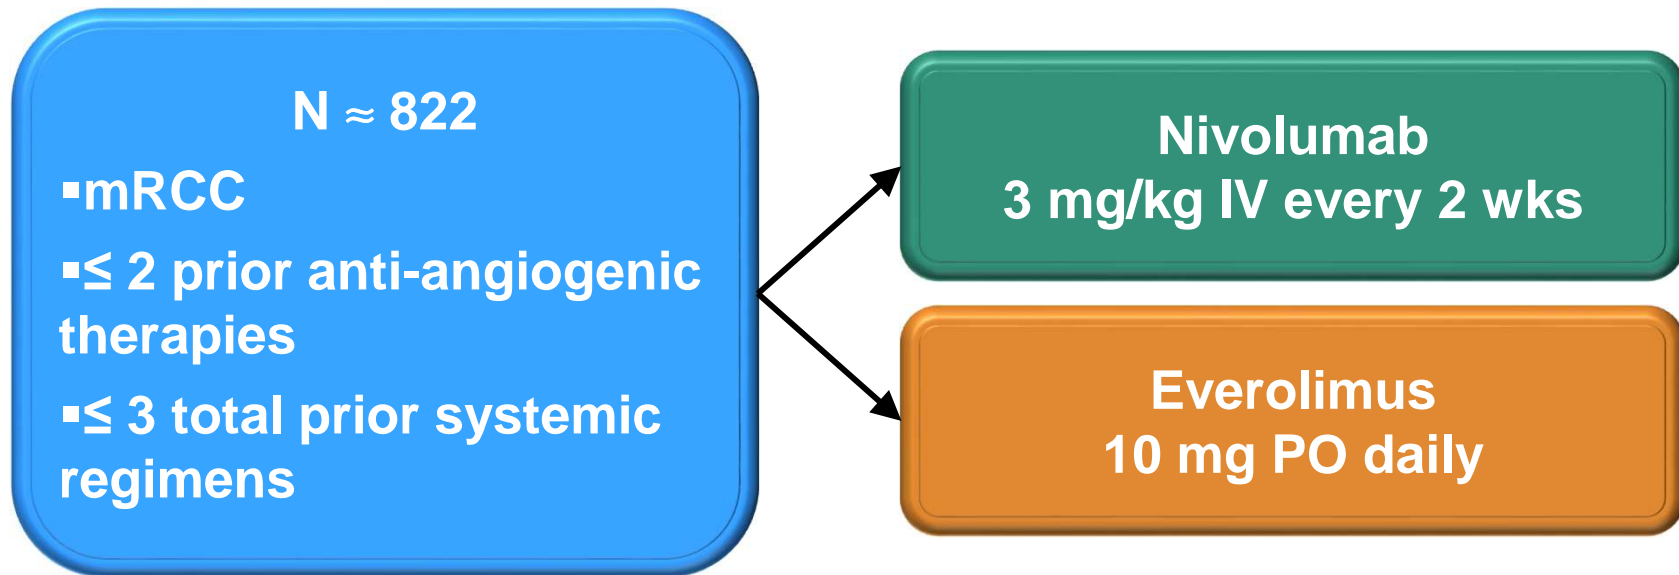 N ≈ 822
▪mRCC
▪≤ 2 prior anti-angiogenic
therapies
▪≤ 3 total prior systemic
regimens
Nivolumab
3 mg/kg IV every 2 wks
Everolimus
10 mg PO daily